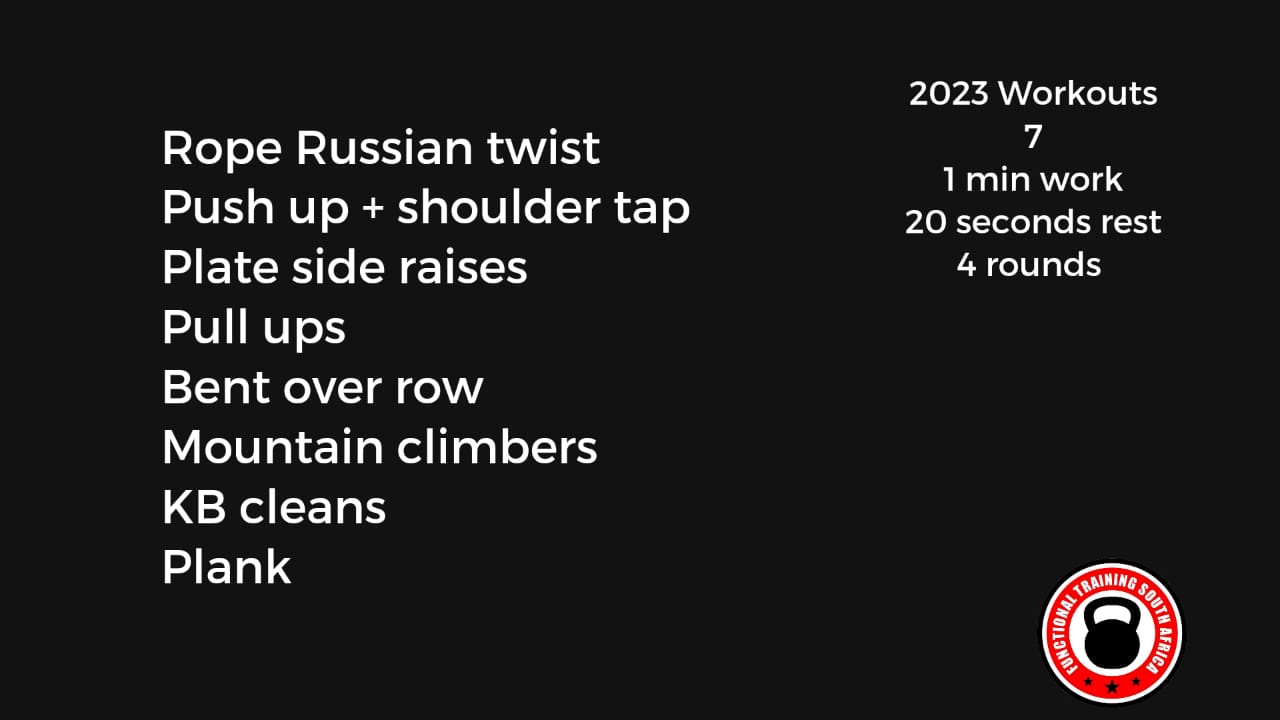 Rope Russian twist
Push up + shoulder tap
Plate side raises
Pull ups
Bent over row
Mountain climbers
KB cleans
Plank
2023 Workouts
7
1 min work
20 seconds rest
4 rounds
FUNCTIONAL TRAINING SOUTH AFRICA